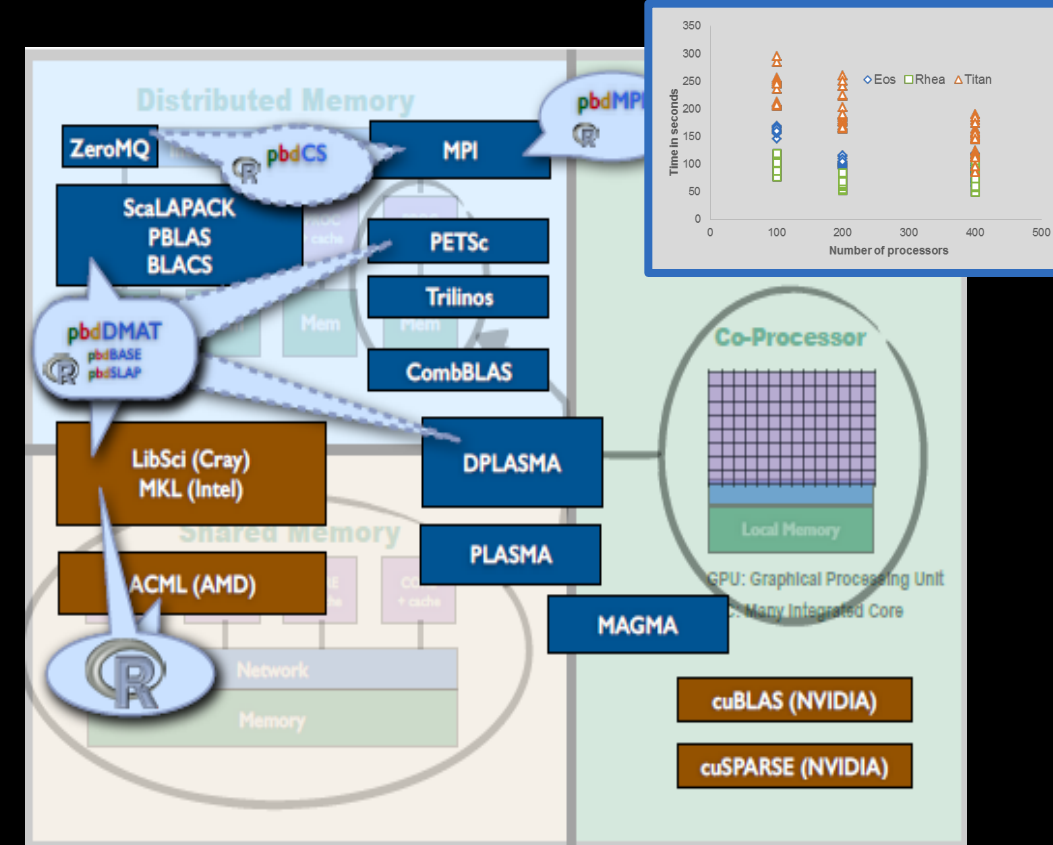 350
300
250
200
150
100
50
0
Time in seconds
Eos Rhea Titan
0 100 200 300 400 500
Number of processors
Distributed Memory
pbdMPI
ZeroMQ
pbdCS
MPI
ScaLAPACK
PBLAS
BLACS
cache
PETSc
Trilinos
Mem
Mem
pbdDMAT
pbdBASE
pbdSLAP
CombBLAS
Co-Processor
LibSci (Cray)
MKL (Intel)
DPLASMA
Local Memory
Shared Memory
PLASMA
ACML (AMD)
+ cache
GPU: Graphical Processing Unit
: Many Integrated Core
MAGMA
R
Network
Memory
cuBLAS (NVIDIA)
cuSPARSE (NVIDIA)